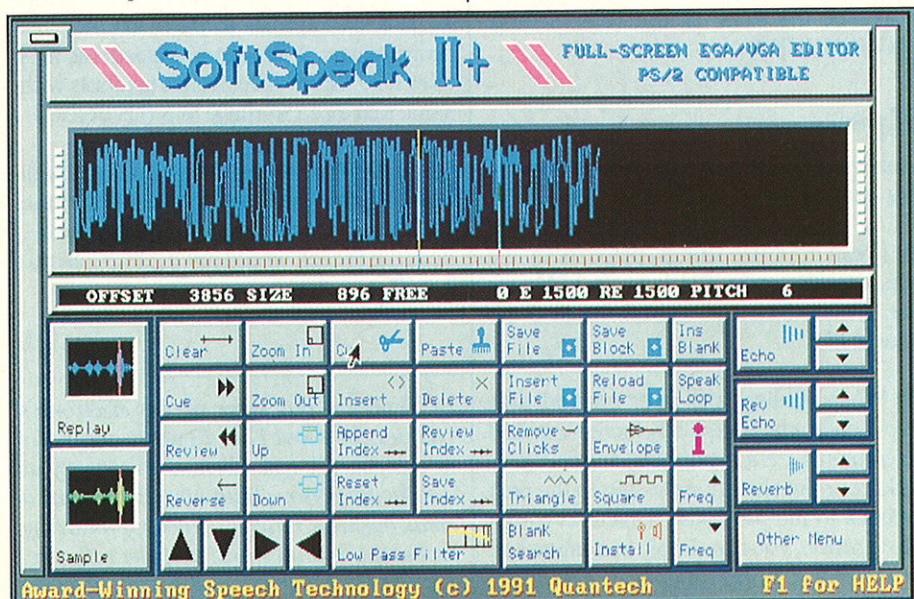 SoftSpeak II+
FULL-SCREEN EGA/VGA EDITOR
PS/2 COMPATIBLE
OFFSET 3856 SIZE 896 FREE 0 E 1500 RE 1500 PITCH 6
Replay
Sample
Clear
Zoom In
Paste
Save File
Save Block
Ins Blank
Echo
Cue
Zoom Out
Insert
Delete
Insert File
Reload File
Speak Loop
Rev Echo
Review
Up
Append Index
Review Index
Remove Clicks
Envelope
i
Reverse
Down
Reset Index
Save Index
Triangle
Square
Freq
Reverb
Low Pass Filter
Blank Search
Install
Freq
Other Menu
Award-Winning Speech Technology (c) 1991 Quantech
F1 for HELP